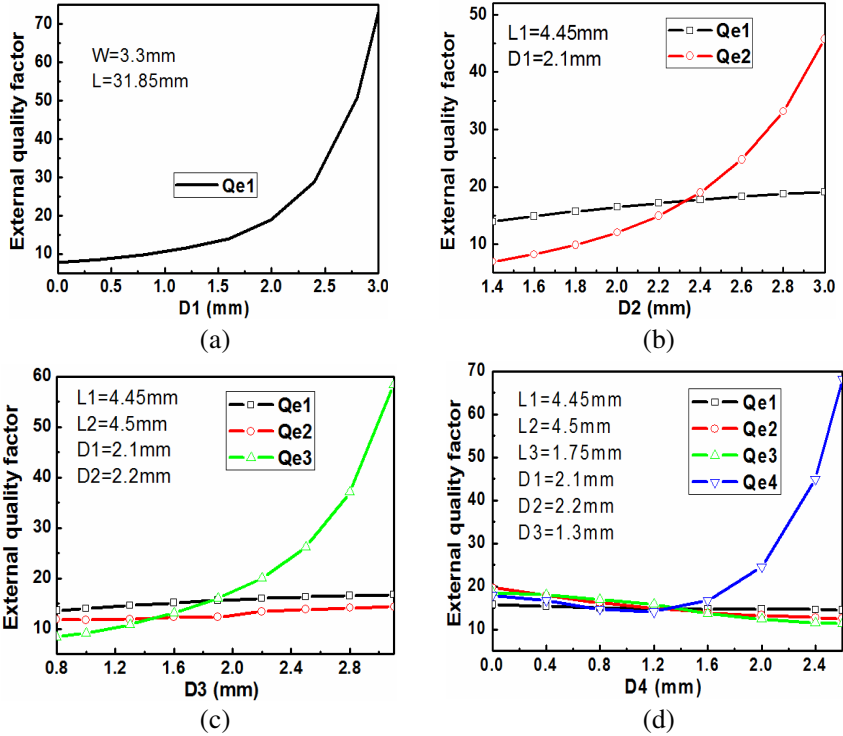 80
70
60
50
40
30
20
10
External quality factor
W=3.3mm
L=31.85mm
Qe1
0.0 0.5 1.0 1.5 2.0 2.5 3.0
D1 (mm)
(a)
50
40
30
20
10
External quality factor
L1=4.45mm
D1=2.1mm
Qe1
Qe2
1.4 1.6 1.8 2.0 2.2 2.4 2.6 2.8 3.0
D2 (mm)
(b)
60
50
40
30
20
10
External quality factor
L1=4.45mm
L2=4.5mm
D1=2.1mm
D2=2.2mm
Qe1
Qe2
Qe3
0.8 1.2 1.6 2.0 2.4 2.8
D3 (mm)
(c)
70
60
50
40
30
20
10
0
External quality factor
L1=4.45mm
L2=4.5mm
L3=1.75mm
D1=2.1mm
D2=2.2mm
D3=1.3mm
Qe1
Qe2
Qe3
Qe4
0.0 0.4 0.8 1.2 1.6 2.0 2.4
D4 (mm)
(d)